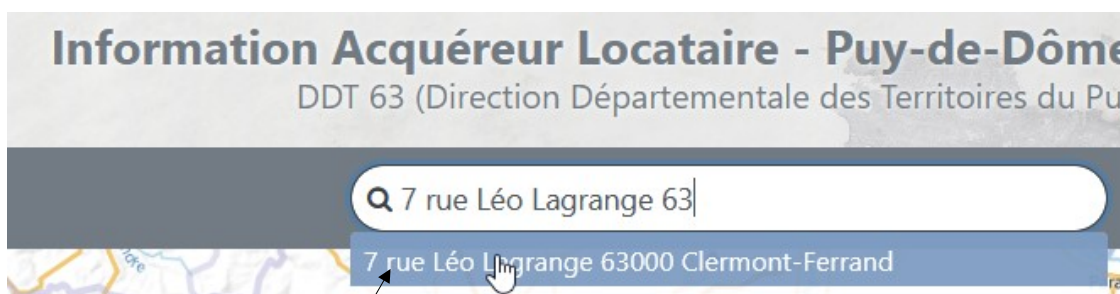 Information Acquéreur Locataire - Puy-de-Dôme
DDT 63 (Direction Départementale des Territoires du Pu
7 rue Léo Lagrange 63
7 rue Léo Lagrange 63000 Clermont-Ferrand